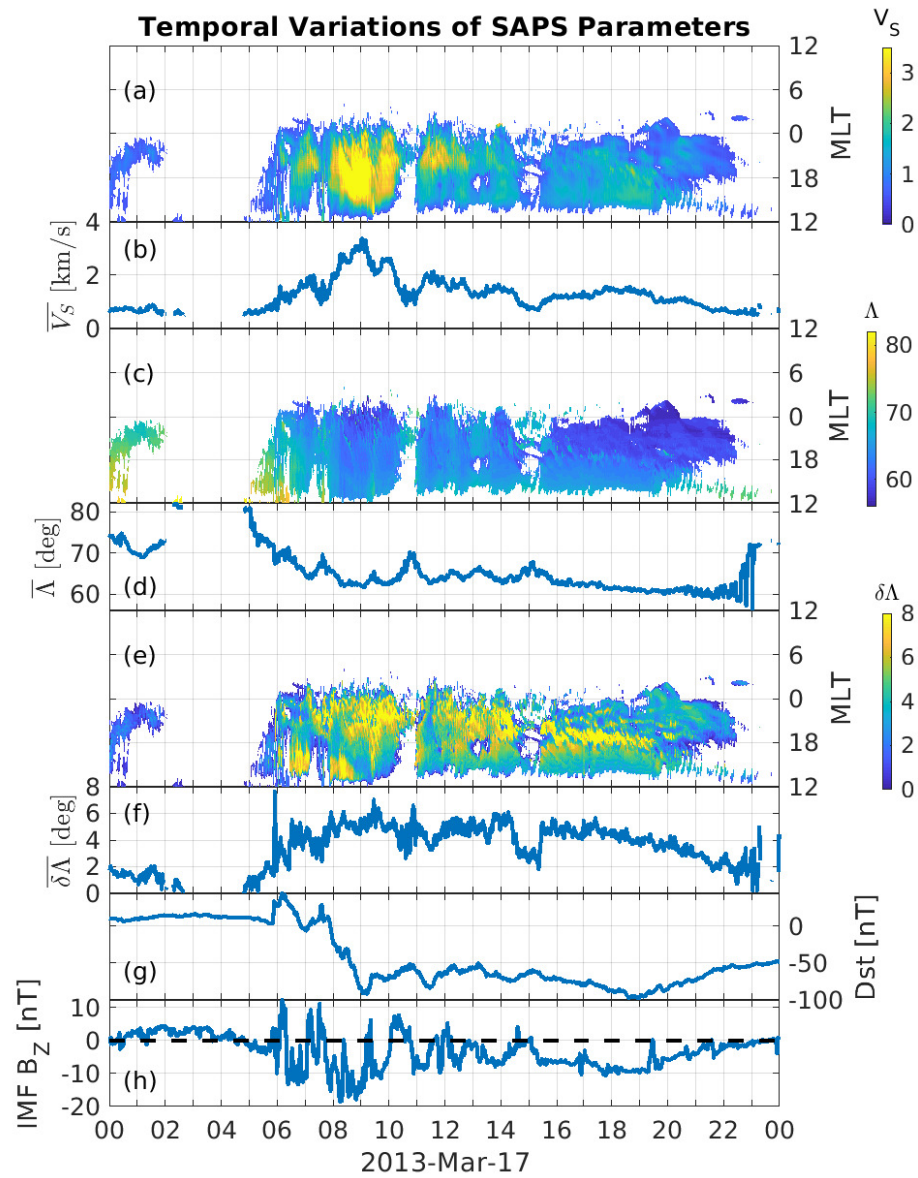 Temporal Variations of SAPS Parameters
V_S
12
(a)
6
3
0
MLT
2
18
1
4
12
0
(b)
2
V̅_S [km/s]
0
12
Λ
(c)
6
80
0
MLT
70
18
60
80
12
70
Λ̅ [deg]
60
(d)
12
δΛ
(e)
6
8
0
MLT
6
4
18
2
8
12
0
(f)
6
4
δΛ̅ [deg]
2
0
0
(g)
-50
Dst [nT]
-100
10
0
IMF B_Z [nT]
-10
(h)
-20
00 02 04 06 08 10 12 14 16 18 20 22 00
2013-Mar-17